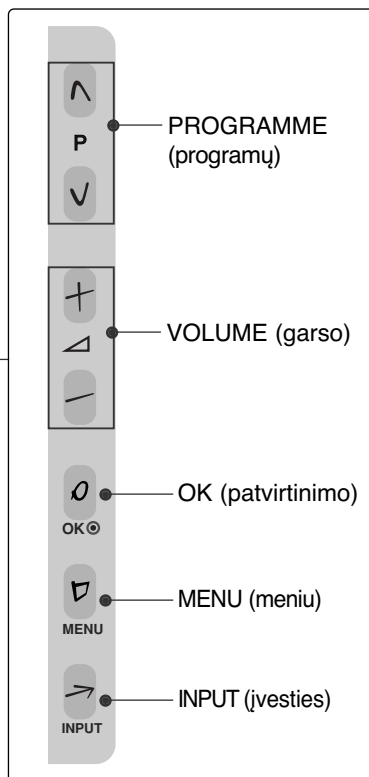 P
PROGRAMME
(programų)
VOLUME (garso)
OK
OK (patvirtinimo)
MENU
MENU (meniu)
INPUT
INPUT (įvesties)